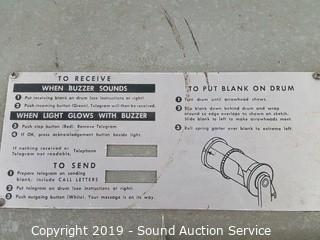 TO RECEIVE
WHEN BUZZER SOUNDS
1 Put receiving blank on drum (see instructions at right).
2 Push incoming button (Green). Telegram will then be received.
WHEN LIGHT GLOWS WITH BUZZER
3 Push stop button (Red). Remove Telegram
4 If OK, press acknowledgement button beside light.
If nothing received or
Telegram not readable, Telephone
TO SEND
1 Prepare telegram on sending
blank; include CALL LETTERS
2 Put telegram on drum (see instructions at right).
3 Push outgoing button (White). Your message is on its way.
TO PUT BLANK ON DRUM
1 Turn drum until arrowhead shows.
2 Slip blank down behind drum and wrap
around so edge overlaps as shown on sketch.
Slide blank to left to make arrowheads meet.
3 Roll spring garter over blank to extreme left.
Copyright 2019 - Sound Auction Service